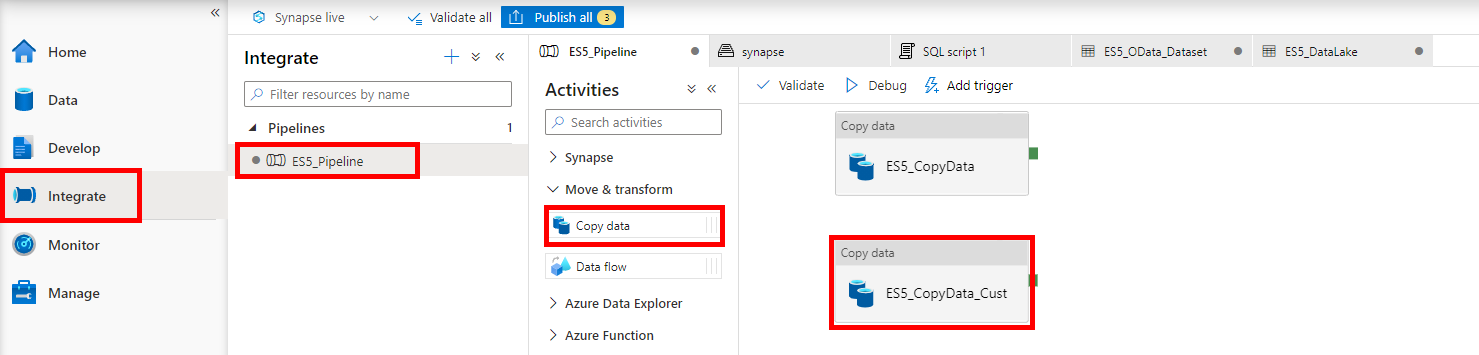 «
Synapse live
Validate all
Publish all 3
Home
Data
Develop
Integrate
Monitor
Manage
Integrate
Filter resources by name
Pipelines 1
ES5_Pipeline
ES5_Pipeline
synapse
SQL script 1
ES5_OData_Dataset
ES5_DataLake
Activities
Search activities
Synapse
Move & transform
Copy data
Data flow
Azure Data Explorer
Azure Function
Validate
Debug
Add trigger
Copy data
ES5_CopyData
Copy data
ES5_CopyData_Cust